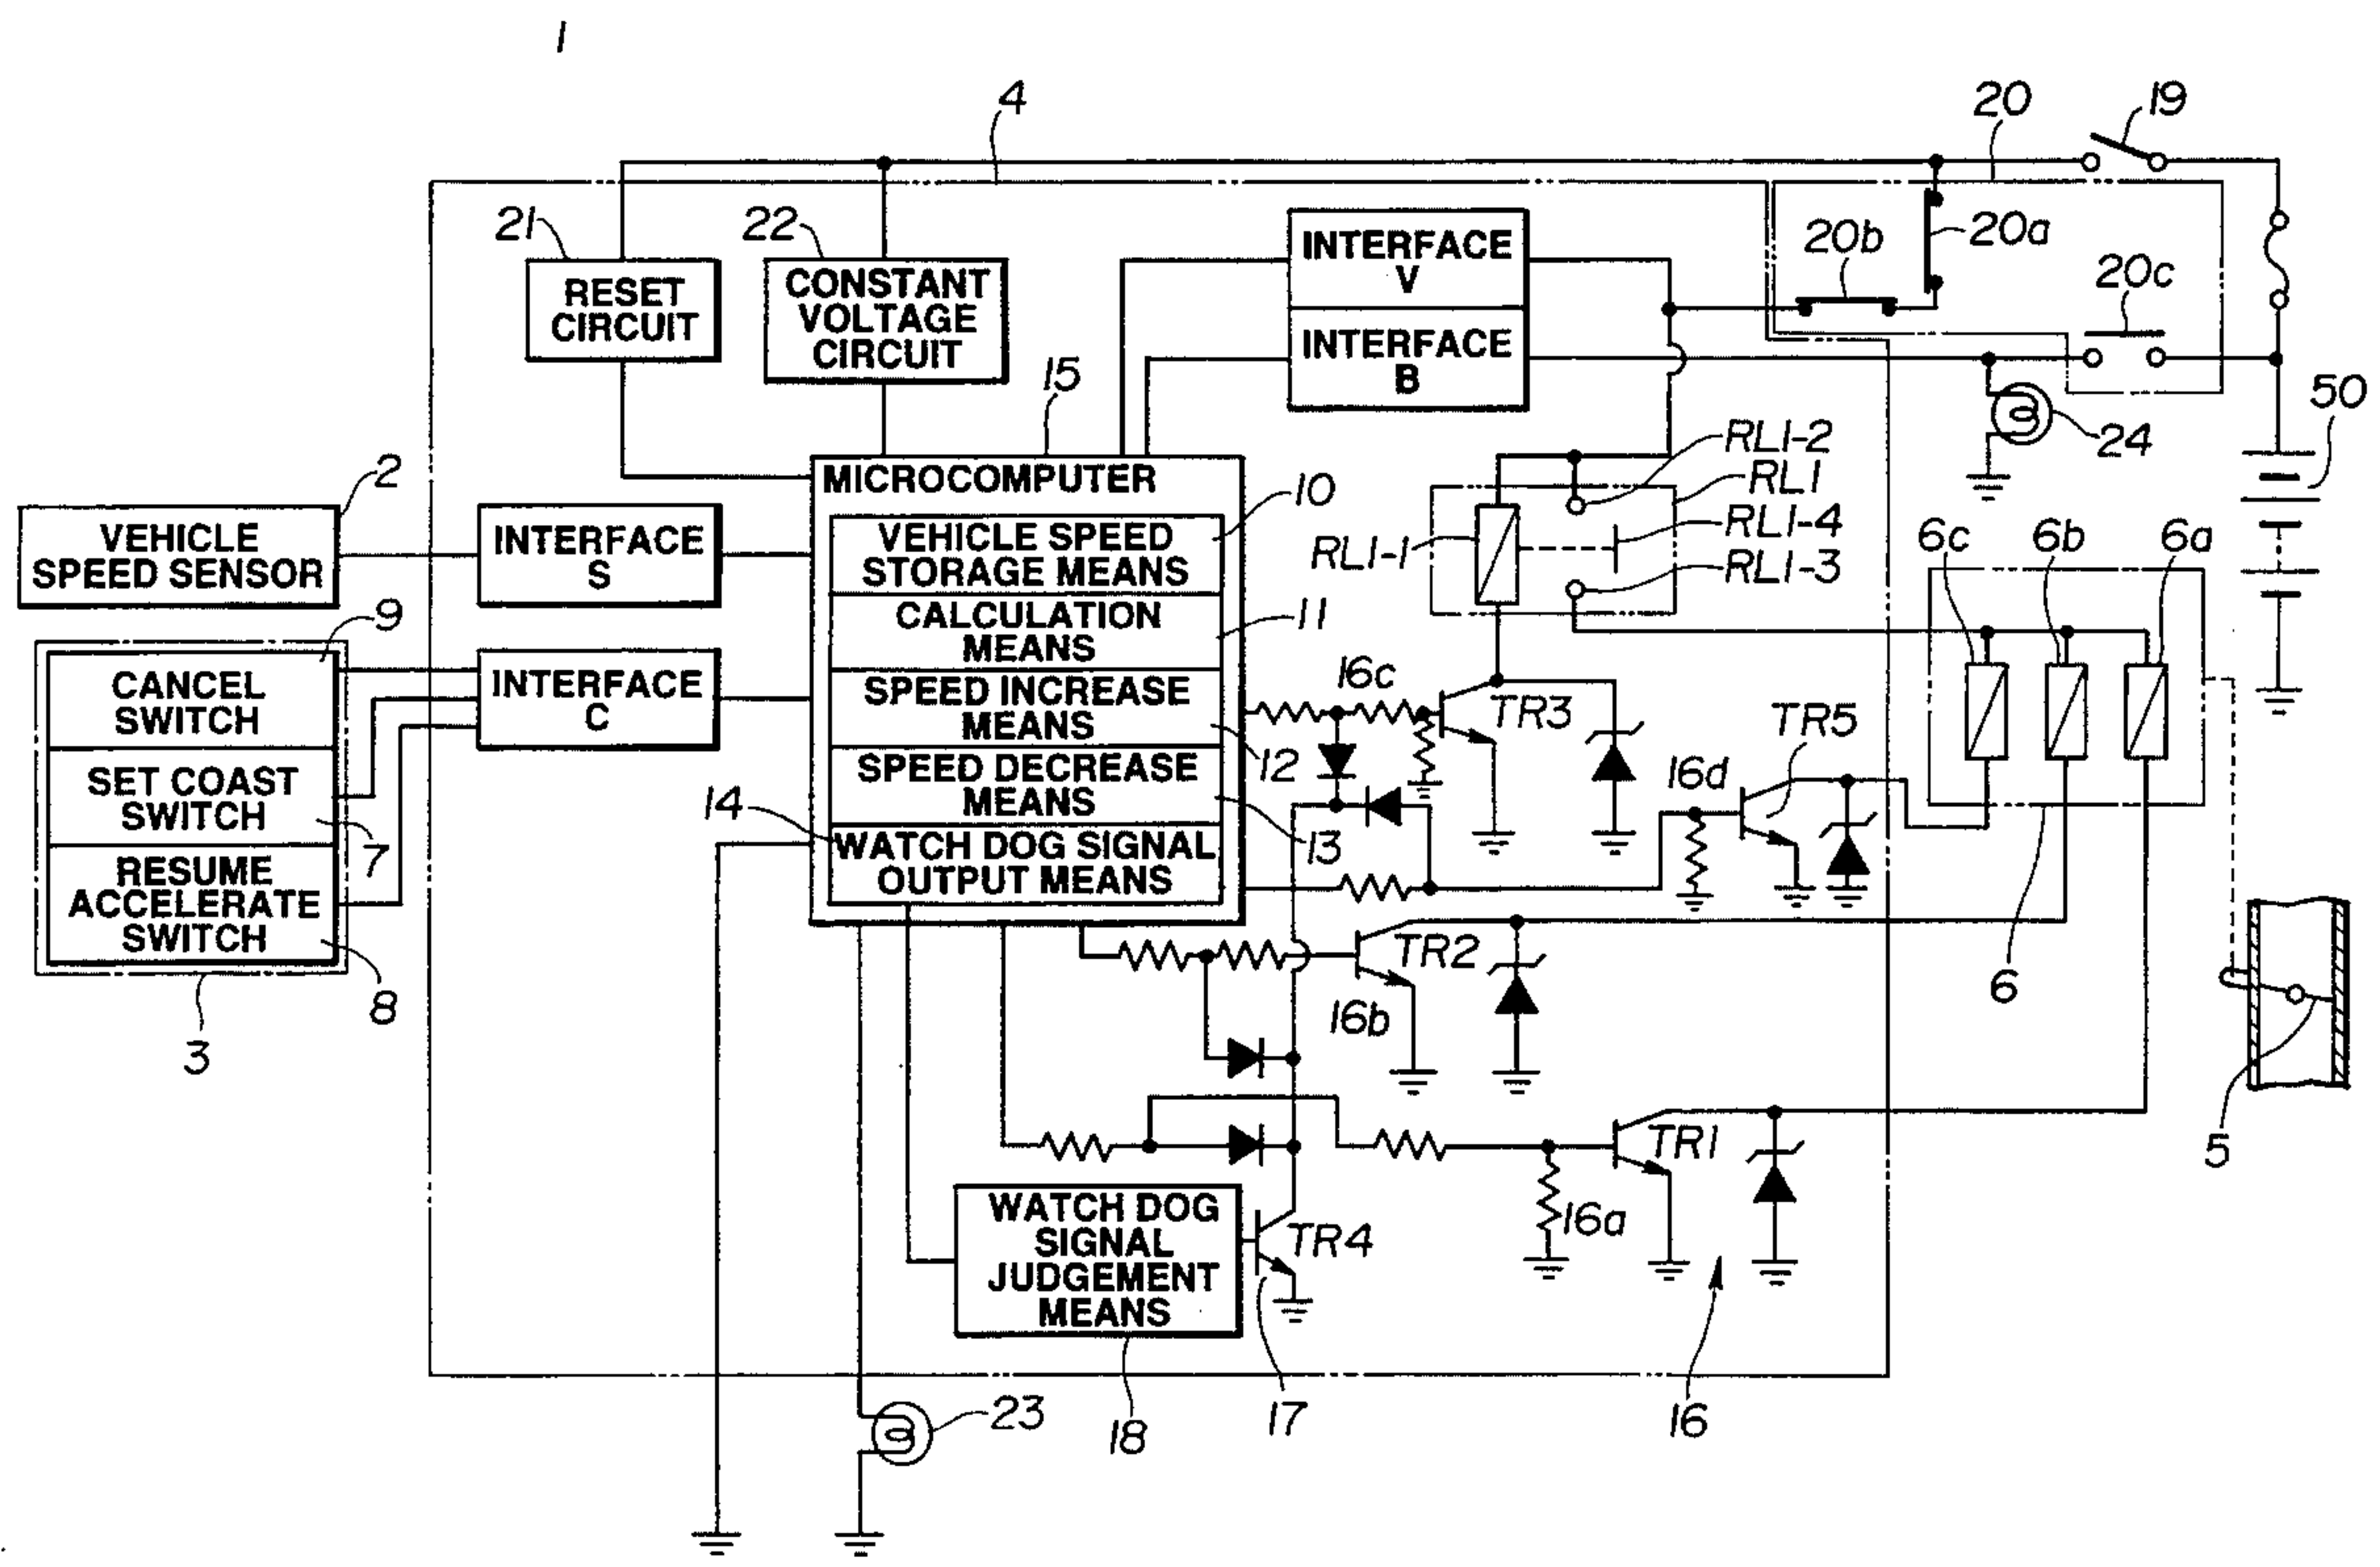 1
4
20
19
21
22
20b
20a
20c
RESET
CIRCUIT
CONSTANT
VOLTAGE
CIRCUIT
INTERFACE
V
INTERFACE
B
15
50
24
2
MICROCOMPUTER
10
RL1-2
RL1
RL1-4
RL1-1
RL1-3
VEHICLE
SPEED SENSOR
INTERFACE
S
VEHICLE SPEED
STORAGE MEANS
6c
6b
6a
9
11
CALCULATION
MEANS
CANCEL
SWITCH
INTERFACE
C
SPEED INCREASE
MEANS
16c
TR3
TR5
12
SET COAST
SWITCH
7
SPEED DECREASE
MEANS
16d
14
13
WATCH DOG SIGNAL
OUTPUT MEANS
RESUME
ACCELERATE
SWITCH
8
3
TR2
16b
6
5
TR1
16a
WATCH DOG
SIGNAL
JUDGEMENT
MEANS
TR4
23
18
17
16